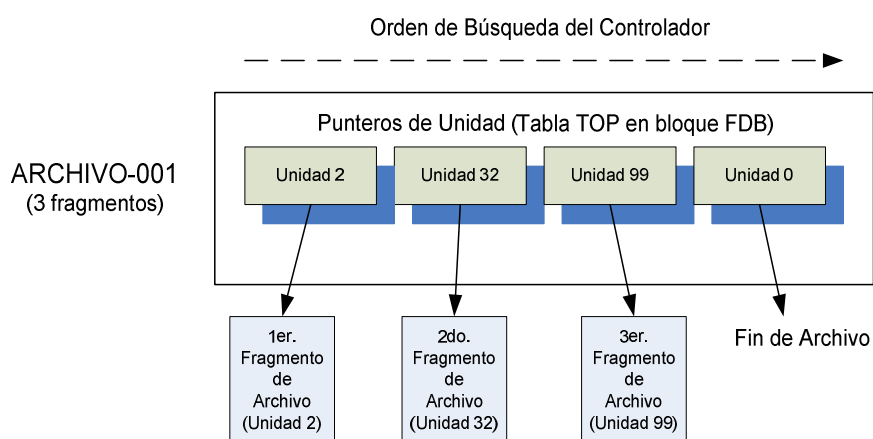 Orden de Búsqueda del Controlador
Punteros de Unidad (Tabla TOP en bloque FDB)
ARCHIVO-001
(3 fragmentos)
Unidad 2
Unidad 32
Unidad 99
Unidad 0
1er.
Fragmento
de
Archivo
(Unidad 2)
2do.
Fragmento
de
Archivo
(Unidad 32)
3er.
Fragmento
de
Archivo
(Unidad 99)
Fin de Archivo